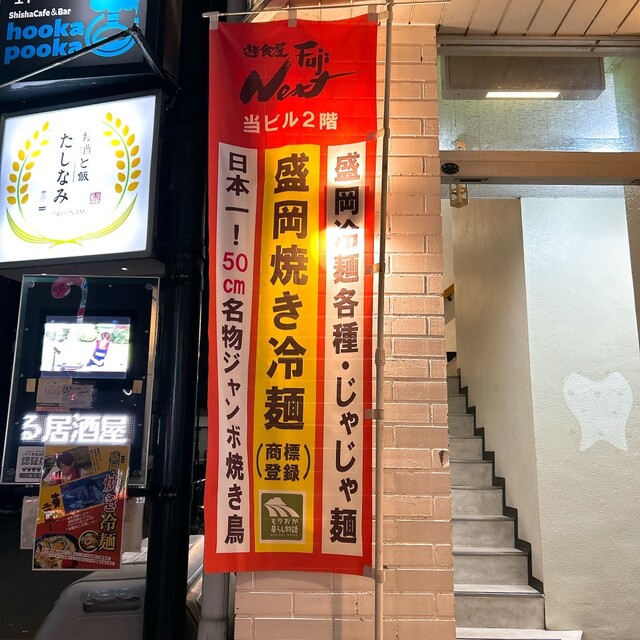 ShishaCafe & Bar
hooka
pooka
お酒と飯
たしなみ
る居酒屋
焼き冷麺
遊食屋 Fuji
Next
当ビル2階
盛岡冷麺各種・じゃじゃ麺
盛岡焼き冷麺
(商標登録)
もりおか
暮らし物語
日本一!50cm名物ジャンボ焼き鳥